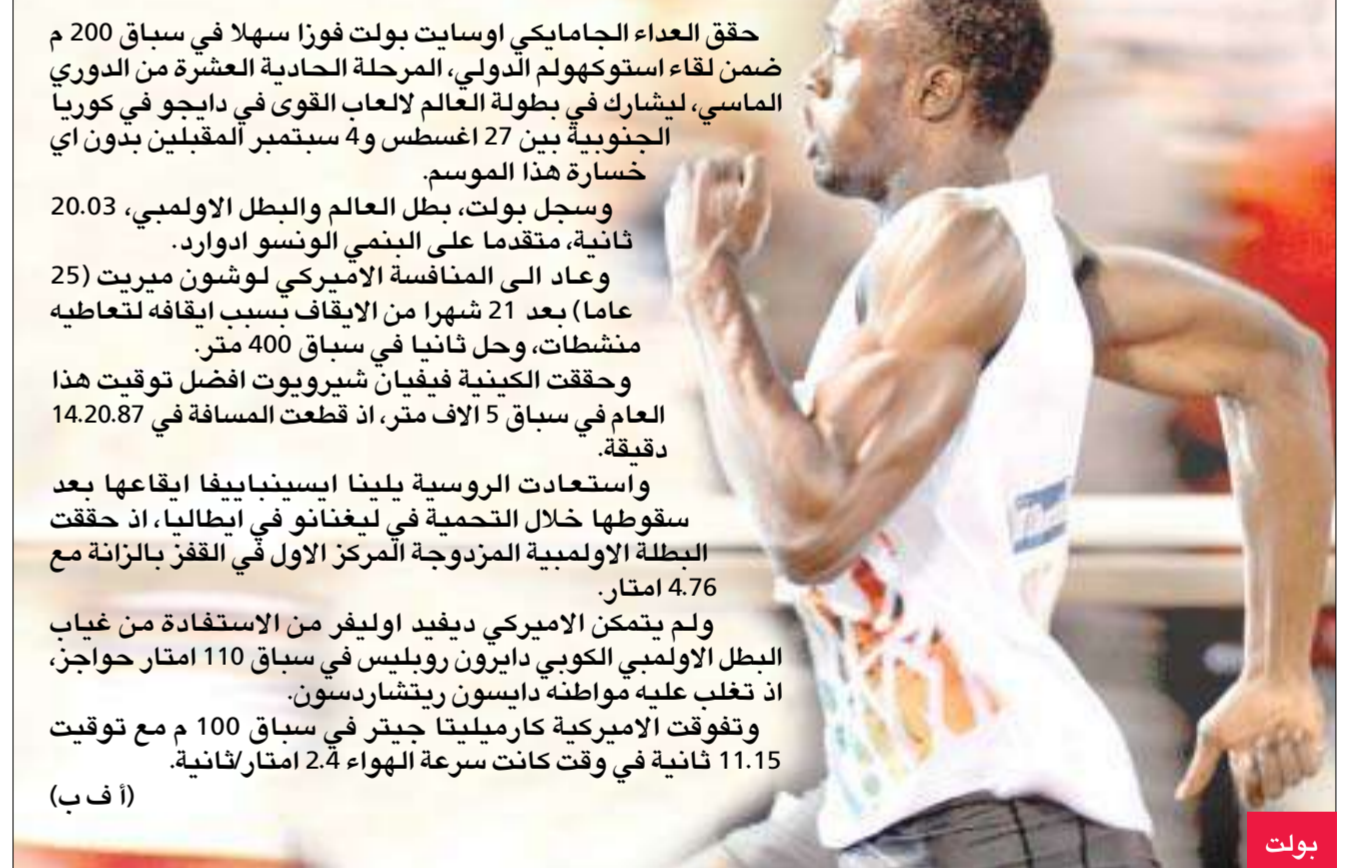 حقق العداء الجامايكي اوسايت بولت فوزا سهلا في سباق 200 م
ضمن لقاء استوكهولم الدولي، المرحلة الحادية العشرة من الدوري
الماسي، ليشارك في بطولة العالم لالعاب القوى في دايجو في كوريا
الجنوبية بين 27 اغسطس و4 سبتمبر المقبلين بدون اي
خسارة هذا الموسم.
وسجل بولت، بطل العالم والبطل الاولمبي، 20.03
ثانية، متقدما على البنمي الونسو ادوارد.
وعاد الى المنافسة الاميركي لوشون ميريت (25
عاما) بعد 21 شهرا من الايقاف بسبب ايقافه لتعاطيه
منشطات، وحل ثانيا في سباق 400 متر.
وحققت الكينية فيفيان شيرويوت افضل توقيت هذا
العام في سباق 5 الاف متر، اذ قطعت المسافة في 14.20.87
دقيقة.
واستعادت الروسية يلينا ايسينباييفا ايقاعها بعد
سقوطها خلال التحمية في ليغنانو في ايطاليا، اذ حققت
البطلة الاولمبية المزدوجة المركز الاول في القفز بالزانة مع
4.76 امتار.
ولم يتمكن الاميركي ديفيد اوليفر من الاستفادة من غياب
البطل الاولمبي الكوبي دايرون روبليس في سباق 110 امتار حواجز،
اذ تغلب عليه مواطنه دايسون ريتشاردسون.
وتفوقت الاميركية كارميليتا جيتر في سباق 100 م مع توقيت
11.15 ثانية في وقت كانت سرعة الهواء 2.4 امتار/ثانية.
(أ ف ب)
بولت